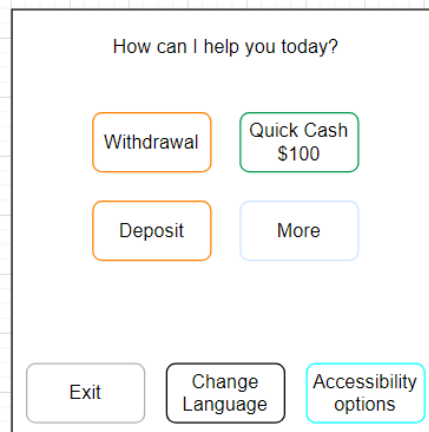 How can I help you today?
Withdrawal
Quick Cash
$100
Deposit
More
Exit
Change
Language
Accessibility
options